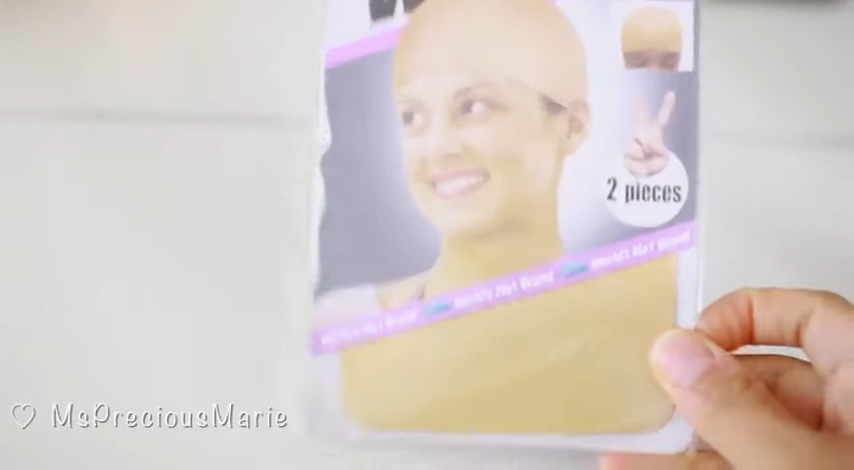 2 pieces
World's Hot Brand World's Hot Brand World's Hot Brand
♡ MsPreciousMarie